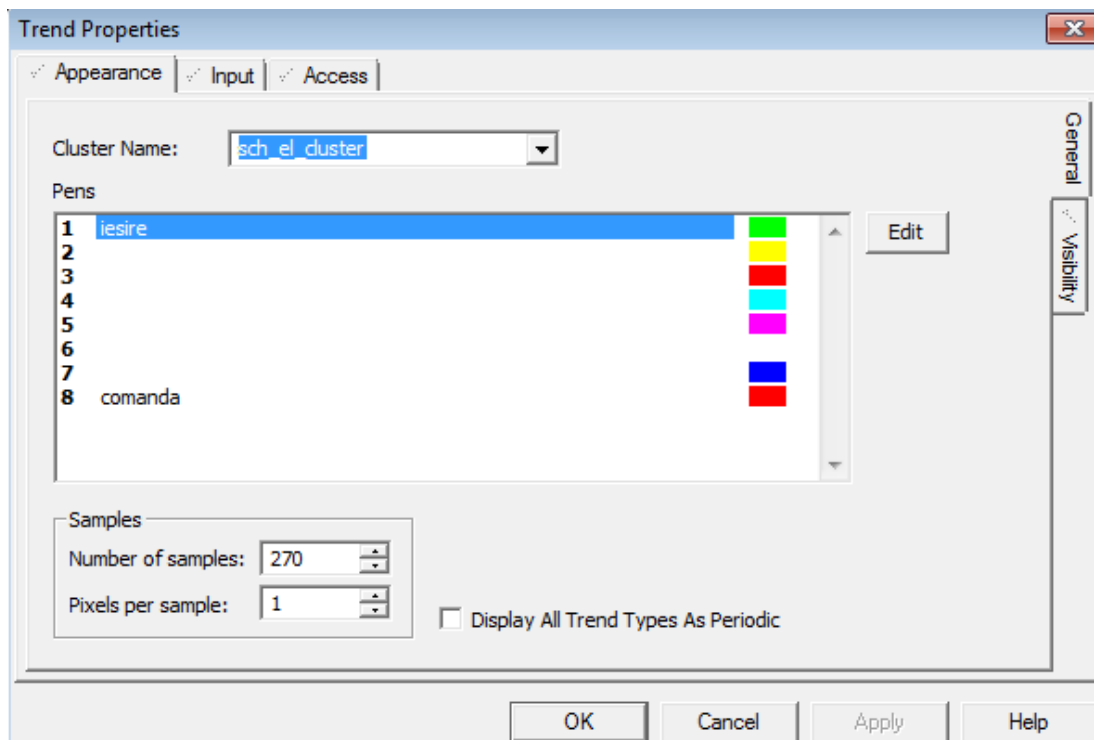 Trend Properties
Appearance Input Access
General
Cluster Name: sch_el_cluster
Pens
1 iesire
Edit
2
3
Visibility
4
5
6
7
8 comanda
Samples
Number of samples: 270
Pixels per sample: 1
Display All Trend Types As Periodic
OK Cancel Apply Help